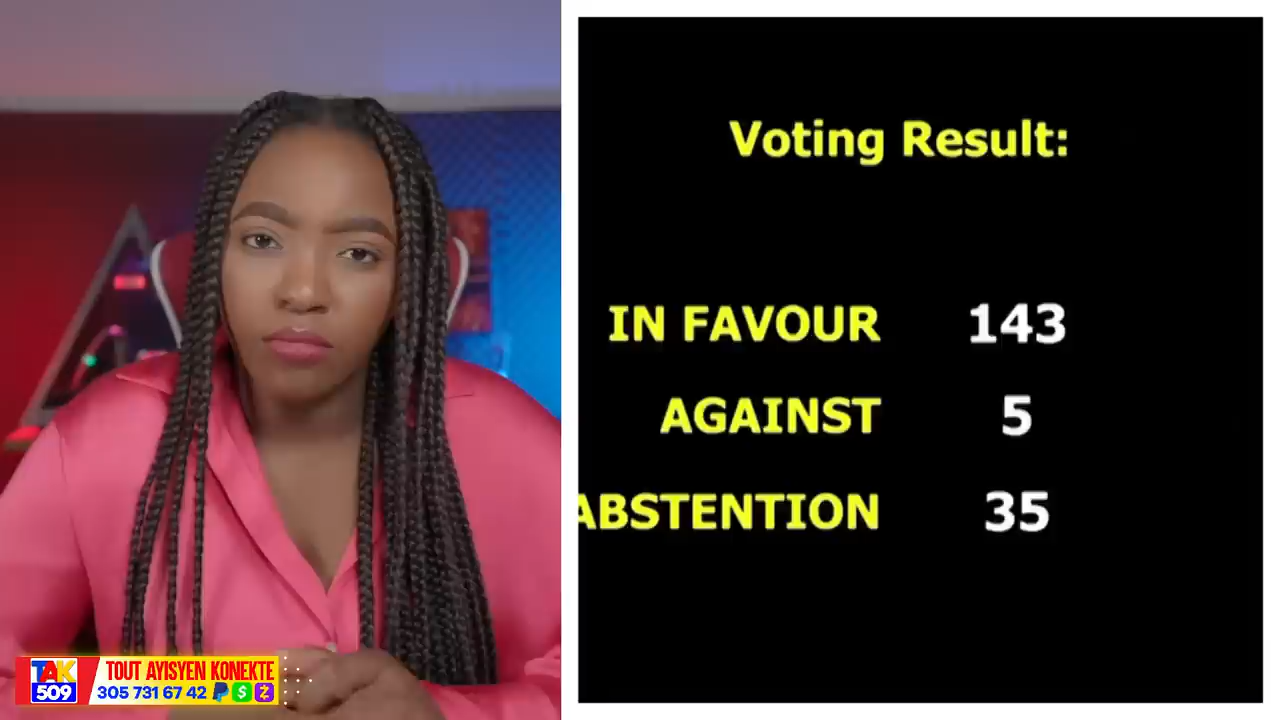 Voting Result:
IN FAVOUR 143
AGAINST 5
ABSTENTION 35
TAK
509
TOUT AYISYEN KONEKTE
305 731 67 42